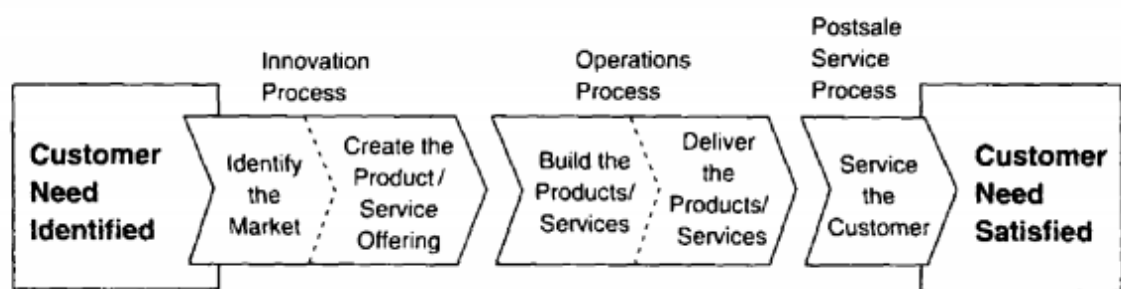 Innovation
Process
Operations
Process
Postsale
Service
Process
Customer
Need
Identified
Identify
the
Market
Create the
Product/
Service
Offering
Build the
Products/
Services
Deliver
the
Products/
Services
Service
the
Customer
Customer
Need
Satisfied